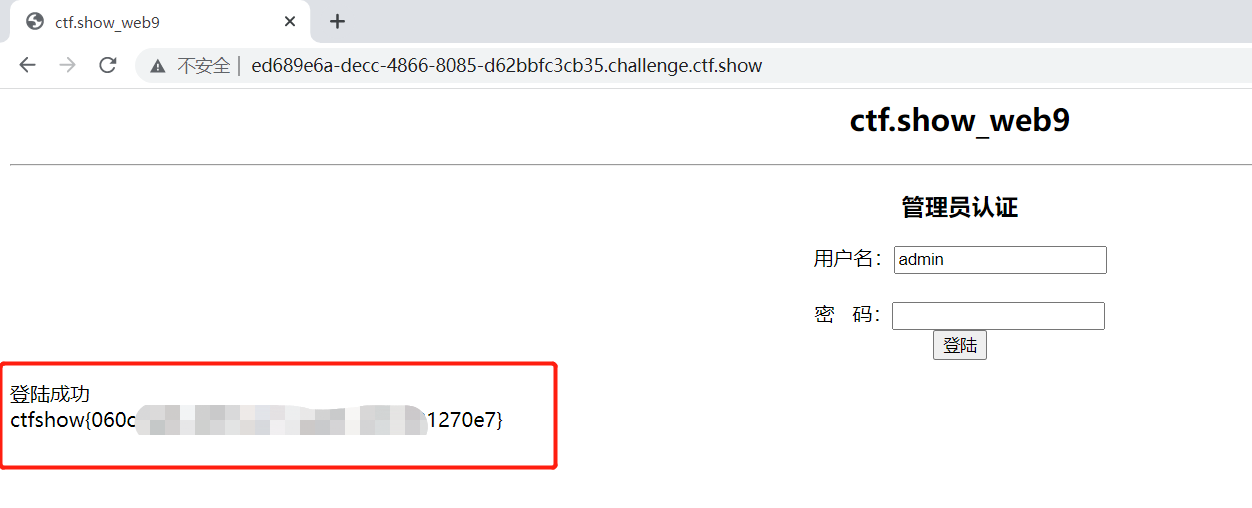 ctf.show_web9
不安全 | ed689e6a-decc-4866-8085-d62bbfc3cb35.challenge.ctf.show
ctf.show_web9
管理员认证
用户名： admin
密 码：
登陆
登陆成功
ctfshow{060c 1270e7}